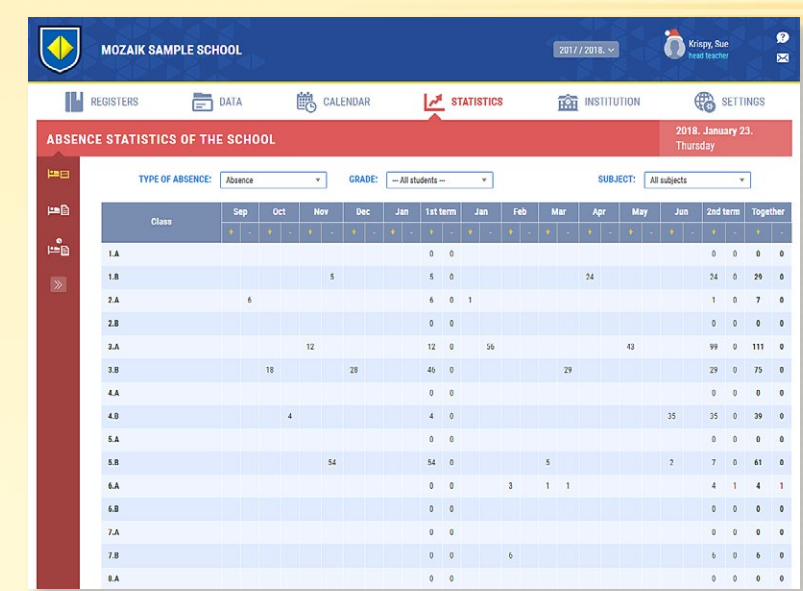 MOZAIK SAMPLE SCHOOL 2017 / 2018. Krispy, Sue ?
head teacher
REGISTERS DATA CALENDAR STATISTICS INSTITUTION SETTINGS
ABSENCE STATISTICS OF THE SCHOOL 2018. January 23.
Thursday
TYPE OF ABSENCE: Absence GRADE: --- All students --- SUBJECT: All subjects
Class Sep Oct Nov Dec Jan 1st term Jan Feb Mar Apr May Jun 2nd term Together
+ - + - + - + - + - + - + - + - + - + - + - + - + - + -
1.A 0 0 0 0 0 0
1.B 5 5 0 24 24 0 29 0
2.A 6 6 0 1 1 0 7 0
2.B 0 0 0 0 0 0
3.A 12 12 0 56 43 99 0 111 0
3.B 18 28 46 0 29 29 0 75 0
4.A 0 0 0 0 0 0
4.B 4 4 0 35 35 0 39 0
5.A 0 0 0 0 0 0
5.B 54 54 0 5 2 7 0 61 0
6.A 0 0 3 1 1 4 1 4 1
6.B 0 0 0 0 0 0
7.A 0 0 0 0 0 0
7.B 0 0 6 6 0 6 0
8.A 0 0 0 0 0 0